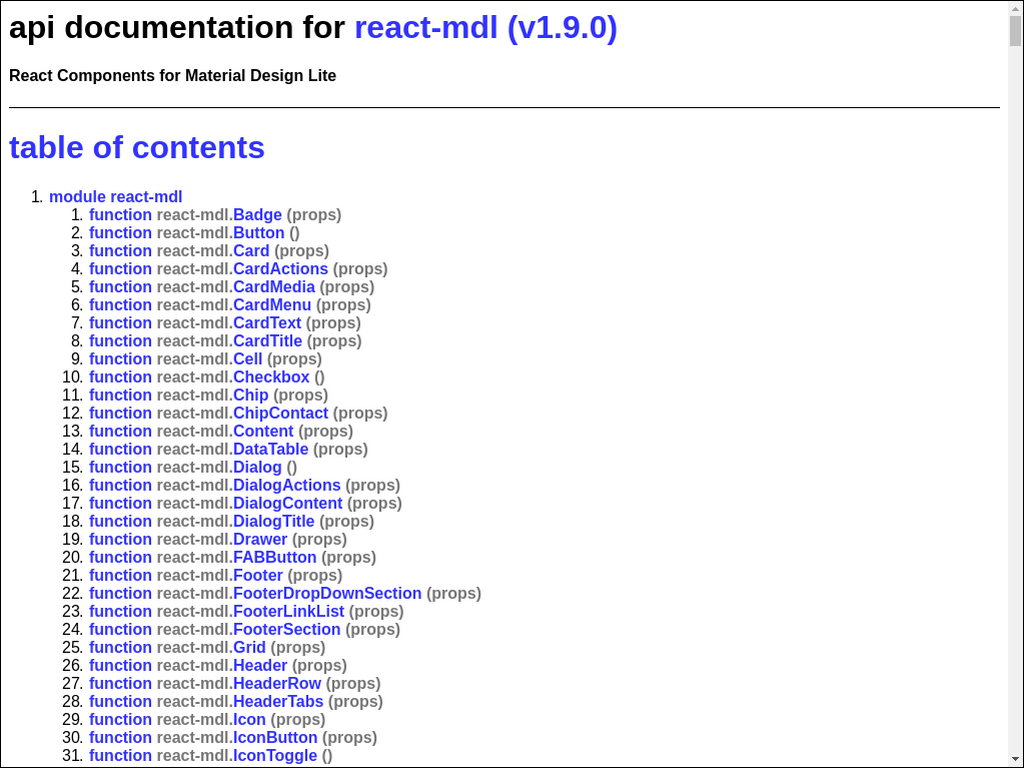 api documentation for react-mdl (v1.9.0)
React Components for Material Design Lite
table of contents
1. module react-mdl
1. function react-mdl.Badge (props)
2. function react-mdl.Button ()
3. function react-mdl.Card (props)
4. function react-mdl.CardActions (props)
5. function react-mdl.CardMedia (props)
6. function react-mdl.CardMenu (props)
7. function react-mdl.CardText (props)
8. function react-mdl.CardTitle (props)
9. function react-mdl.Cell (props)
10. function react-mdl.Checkbox ()
11. function react-mdl.Chip (props)
12. function react-mdl.ChipContact (props)
13. function react-mdl.Content (props)
14. function react-mdl.DataTable (props)
15. function react-mdl.Dialog ()
16. function react-mdl.DialogActions (props)
17. function react-mdl.DialogContent (props)
18. function react-mdl.DialogTitle (props)
19. function react-mdl.Drawer (props)
20. function react-mdl.FABButton (props)
21. function react-mdl.Footer (props)
22. function react-mdl.FooterDropDownSection (props)
23. function react-mdl.FooterLinkList (props)
24. function react-mdl.FooterSection (props)
25. function react-mdl.Grid (props)
26. function react-mdl.Header (props)
27. function react-mdl.HeaderRow (props)
28. function react-mdl.HeaderTabs (props)
29. function react-mdl.Icon (props)
30. function react-mdl.IconButton (props)
31. function react-mdl.IconToggle ()